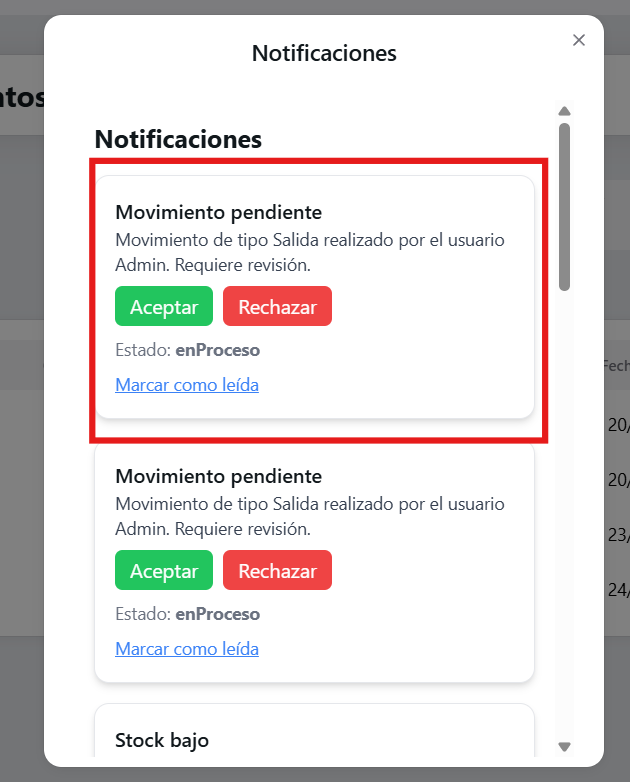 Notificaciones
Notificaciones
Movimiento pendiente
Movimiento de tipo Salida realizado por el usuario
Admin. Requiere revisión.
Aceptar Rechazar
Estado: enProceso
Marcar como leída
Movimiento pendiente
Movimiento de tipo Salida realizado por el usuario
Admin. Requiere revisión.
Aceptar Rechazar
Estado: enProceso
Marcar como leída
Stock bajo
ntos
Fech
20/
20/
23/
24/